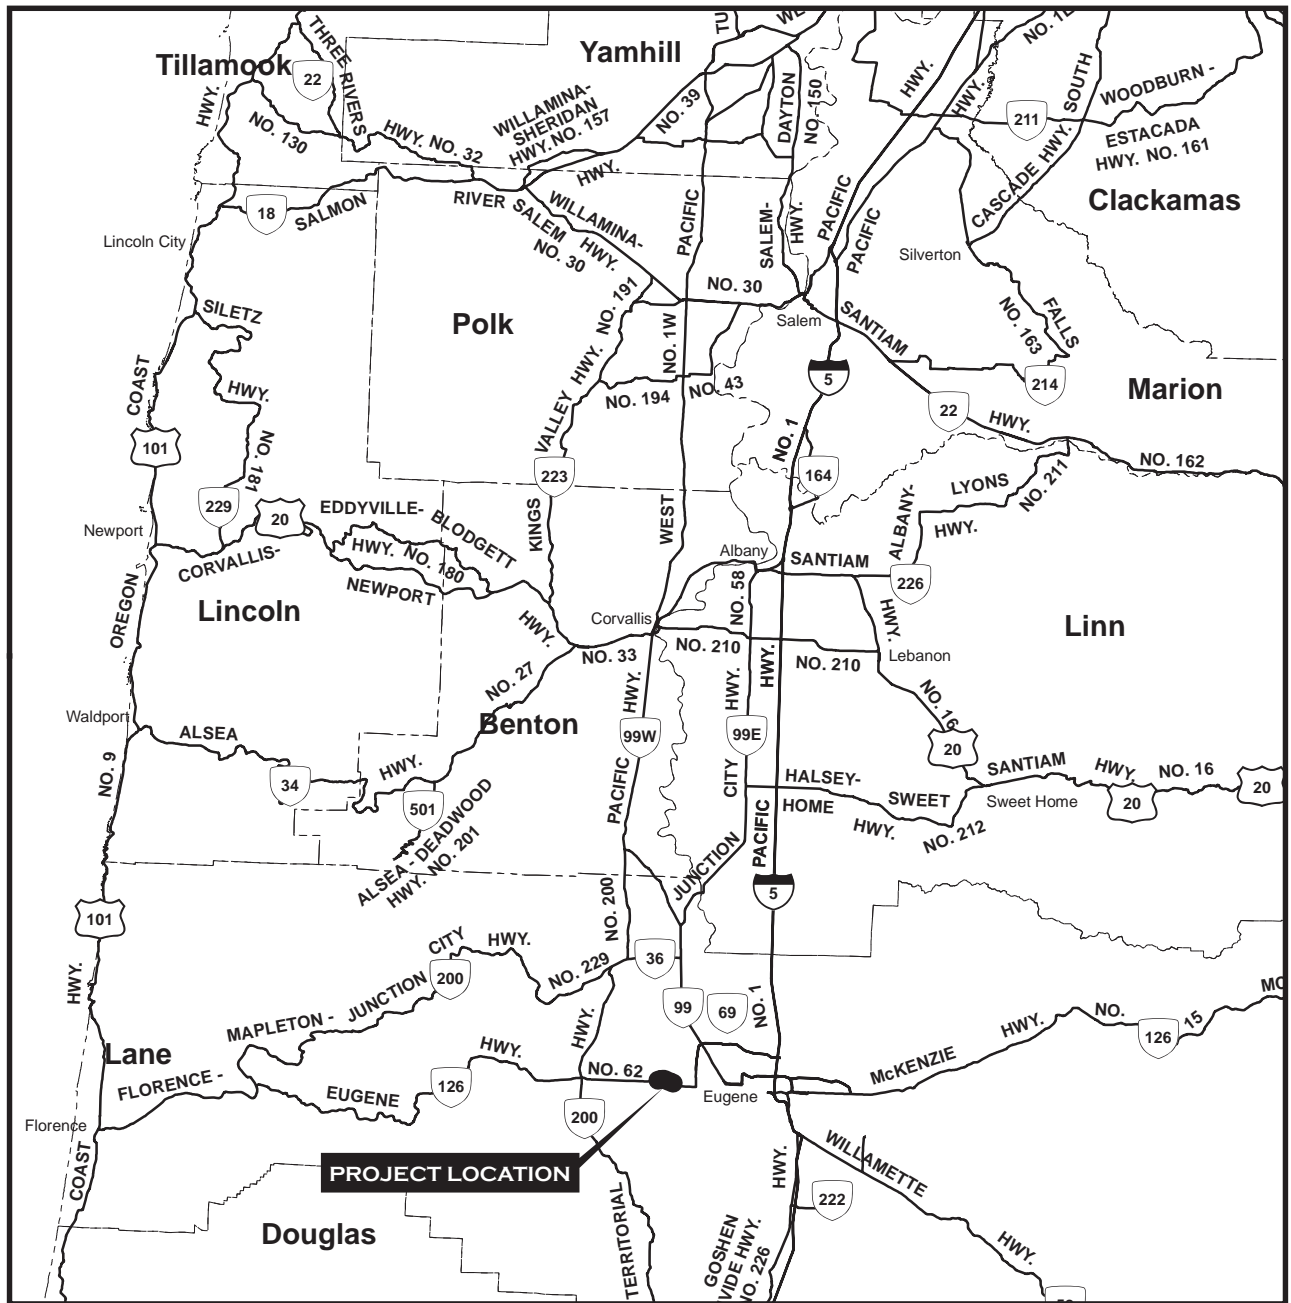 Tillamook
Yamhill
THREE RIVERS
22
HWY.
NO. 130
HWY. NO. 32
WILLAMINA-
SHERIDAN
HWY. NO. 157
HWY.
NO. 39
DAYTON
NO. 150
HWY.
HWY.
SOUTH
WOODBURN -
211
ESTACADA
HWY. NO. 161
CASCADE HWY.
Clackamas
18
SALMON
RIVER
WILLAMINA-
SALEM HWY.
NO. 30
PACIFIC
SALEM-
HWY.
PACIFIC
PACIFIC
Lincoln City
Silverton
SILETZ
NO. 30
NO. 191
Polk
NO. 1W
Salem
SANTIAM
FALLS
NO. 163
COAST
HWY.
HWY.
NO. 194
NO. 43
5
214
Marion
22
HWY.
101
VALLEY
NO. 181
NO. 1
223
164
LYONS
NO. 211
NO. 162
229
20
EDDYVILLE-
BLODGETT
KINGS
WEST
ALBANY-
HWY.
Newport
CORVALLIS-
HWY. NO. 180
NEWPORT
Albany
SANTIAM
226
OREGON
Lincoln
NO. 58
Corvallis
HWY.
HWY.
Linn
NO. 33
NO. 210
HWY.
NO. 210
Lebanon
NO. 27
HWY.
HWY.
NO. 16
Waldport
ALSEA
Benton
99W
99E
20
NO. 9
34
HWY.
501
PACIFIC
CITY
HALSEY-
HOME
SWEET
HWY.
NO. 212
SANTIAM
HWY.
NO. 16
Sweet Home
20
20
ALSEA - DEADWOOD
HWY. NO. 201
JUNCTION
PACIFIC
5
101
NO. 200
HWY.
CITY
HWY.
NO. 229
36
200
MAPLETON -
JUNCTION
99
69
NO. 1
HWY.
HWY.
NO.
15
126
Lane
FLORENCE -
HWY.
NO. 62
McKENZIE
EUGENE
126
Eugene
200
Florence
COAST
PROJECT LOCATION
HWY.
WILLAMETTE
222
Douglas
TERRITORIAL
GOSHEN
HWY.
226
HWY.